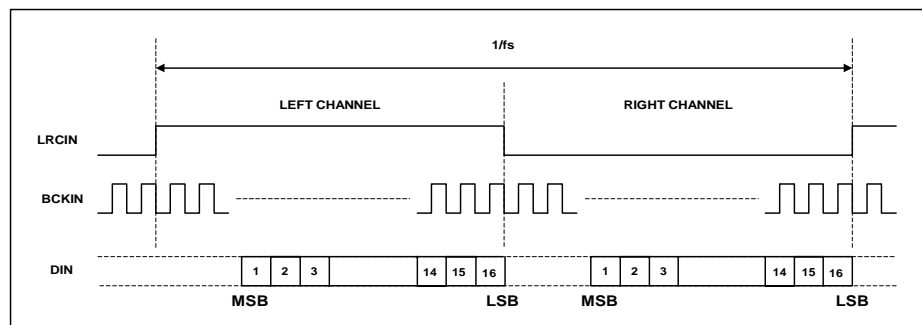 1/fs
LEFT CHANNEL RIGHT CHANNEL
LRCIN
BCKIN
DIN 1 2 3 14 15 16 1 2 3 14 15 16
MSB LSB MSB LSB